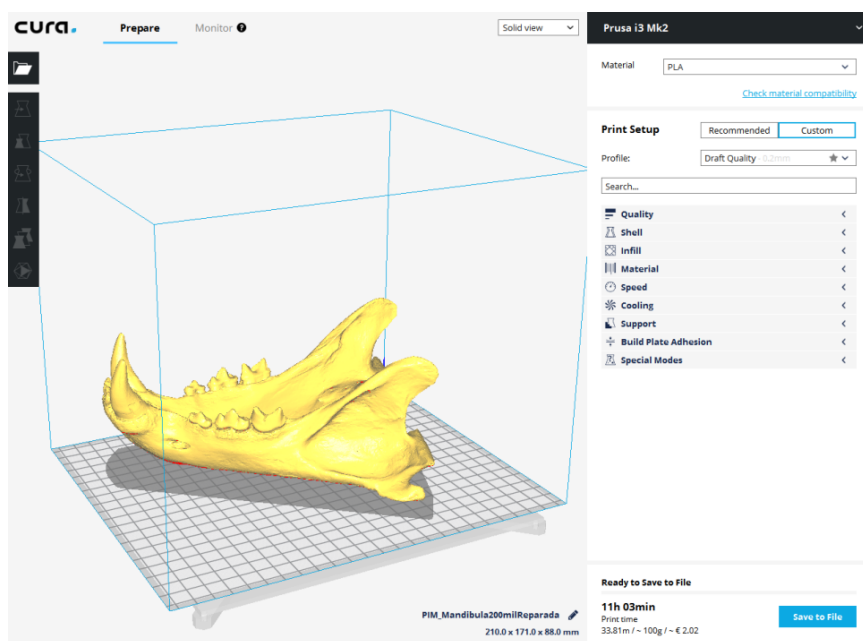 cura.
Prepare
Monitor ?
Solid view
Prusa i3 Mk2
Material
PLA
Check material compatibility
Print Setup
Recommended
Custom
Profile:
Draft Quality - 0.2mm
Search...
Quality
Shell
Infill
Material
Speed
Cooling
Support
Build Plate Adhesion
Special Modes
PIM_Mandibula200milReparada
210.0 x 171.0 x 88.0 mm
Ready to Save to File
11h 03min
Print time
33.81m / ~ 100g / ~ € 2.02
Save to File